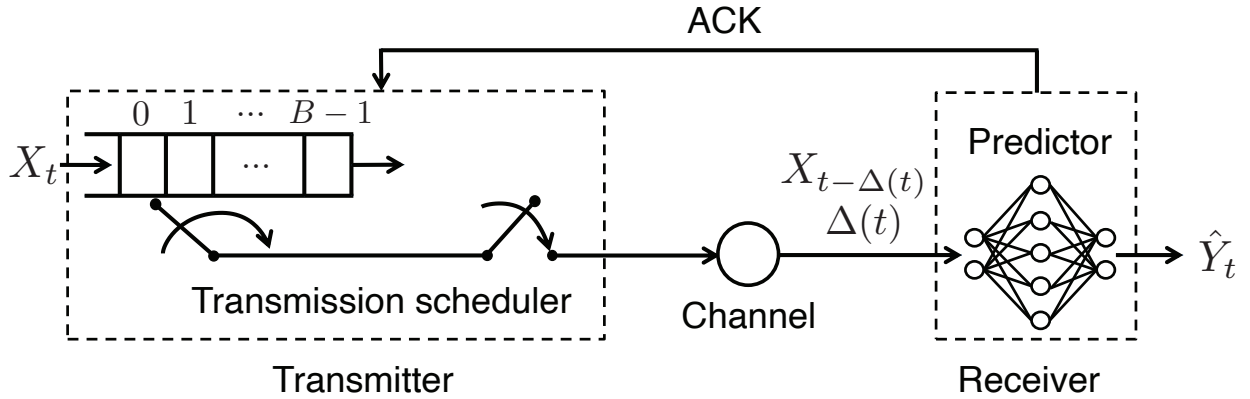 ACK
0 1 ... B − 1
X_t
...
Transmission scheduler
Transmitter
Channel
X_{t−Δ(t)}
Δ(t)
Predictor
Ŷ_t
Receiver